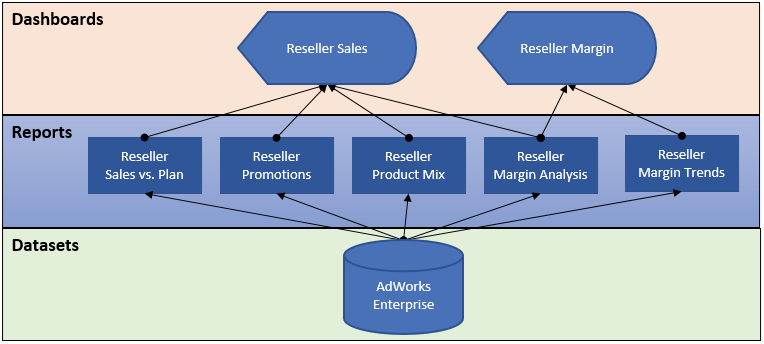 Dashboards
Reseller Sales
Reseller Margin
Reports
Reseller
Sales vs. Plan
Reseller
Promotions
Reseller
Product Mix
Reseller
Margin Analysis
Reseller
Margin Trends
Datasets
AdWorks
Enterprise